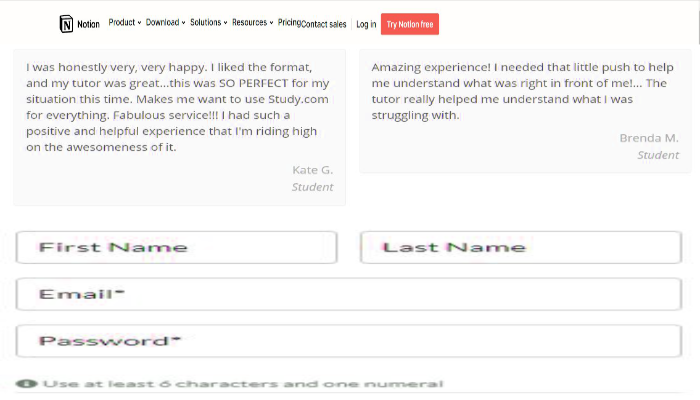 Notion Product Download Solutions Resources Pricing Contact sales Log in Try Notion free
I was honestly very, very happy. I liked the format,
and my tutor was great...this was SO PERFECT for my
situation this time. Makes me want to use Study.com
for everything. Fabulous service!!! I had such a
positive and helpful experience that I'm riding high
on the awesomeness of it.
Kate G.
Student
Amazing experience! I needed that little push to help
me understand what was right in front of me!... The
tutor really helped me understand what I was
struggling with.
Brenda M.
Student
First Name
Last Name
Email*
Password*
Use at least 6 characters and one numeral